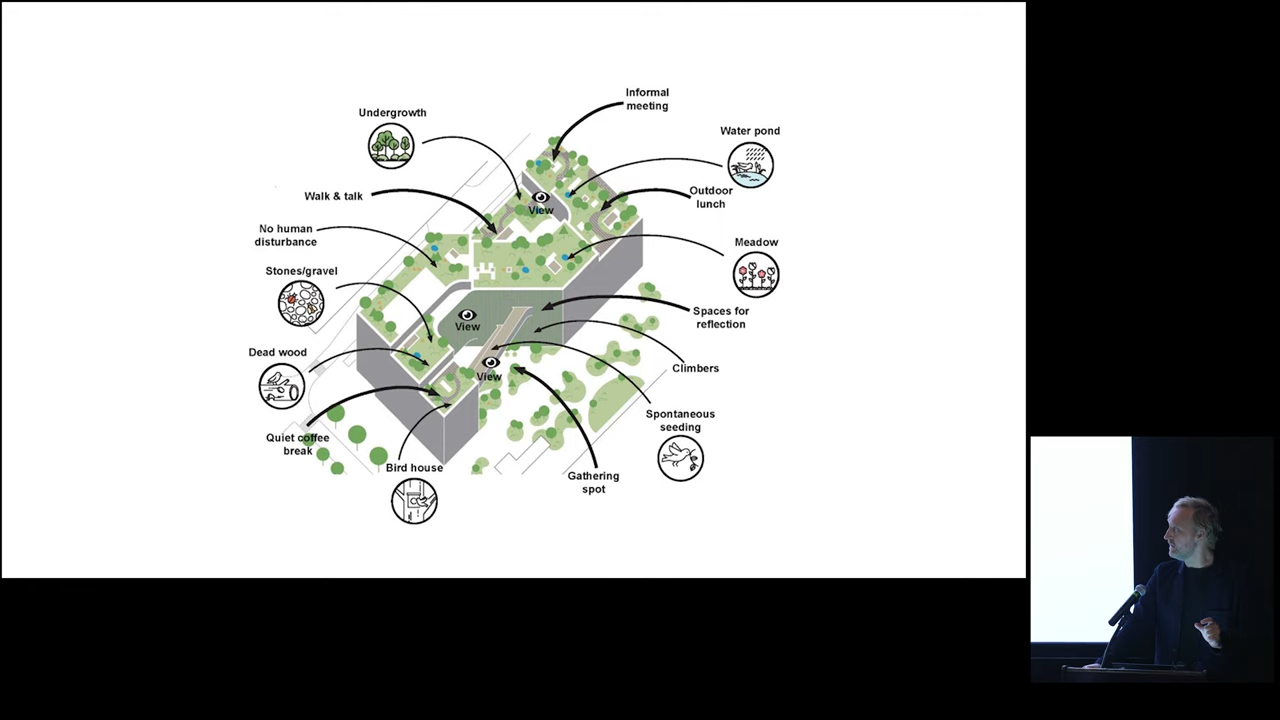 Informal
meeting
Undergrowth
Water pond
Walk & talk
Outdoor
lunch
View
No human
disturbance
Meadow
Stones/gravel
View
Spaces for
reflection
Dead wood
View
Climbers
Spontaneous
seeding
Quiet coffee
break
Bird house
Gathering
spot